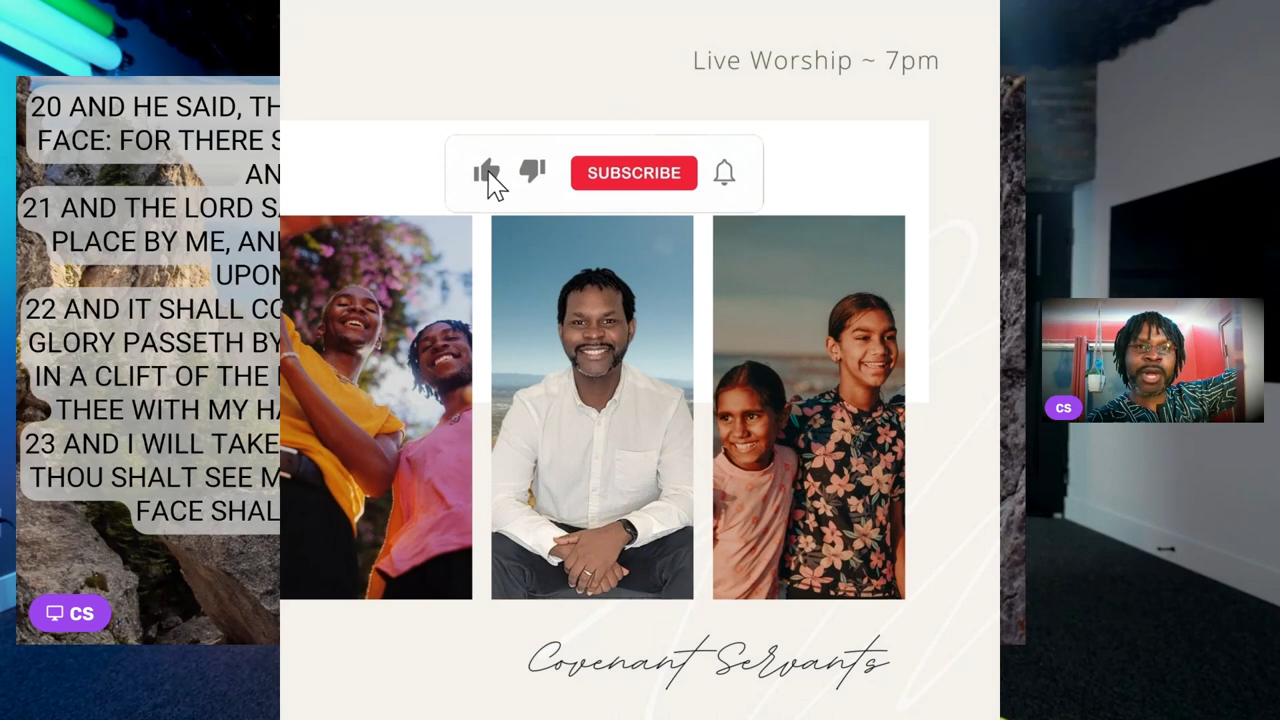 Live Worship ~ 7pm
SUBSCRIBE
20 AND HE SAID, TH
FACE: FOR THERE S
AN
21 AND THE LORD SA
PLACE BY ME, AND
UPON
22 AND IT SHALL CO
GLORY PASSETH BY
IN A CLIFT OF THE
THEE WITH MY HA
23 AND I WILL TAKE
THOU SHALT SEE M
FACE SHAL
CS
CS
Covenant Servants